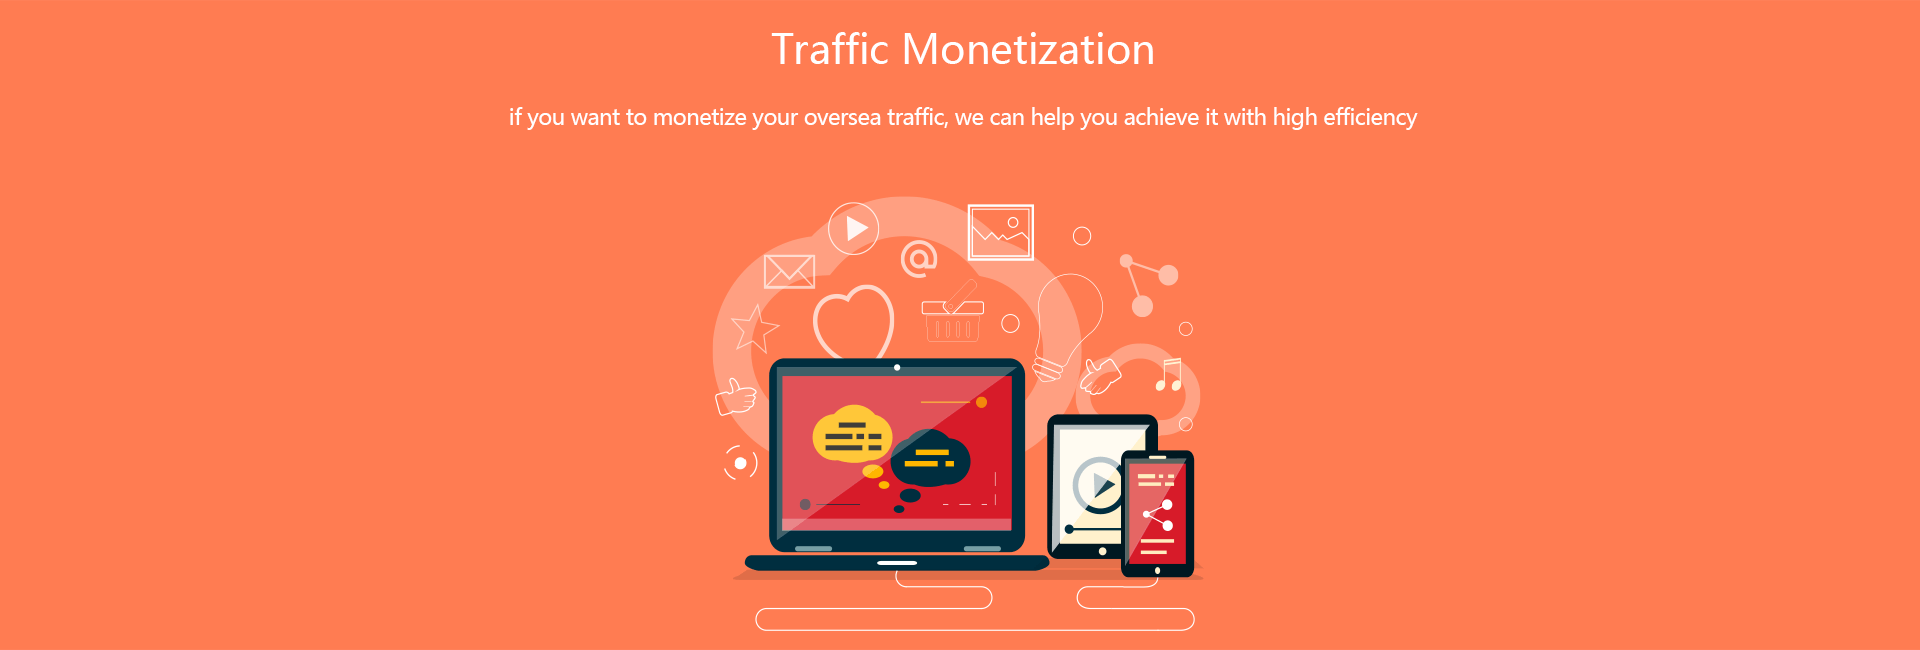 Traffic Monetization
if you want to monetize your oversea traffic, we can help you achieve it with high efficiency
@